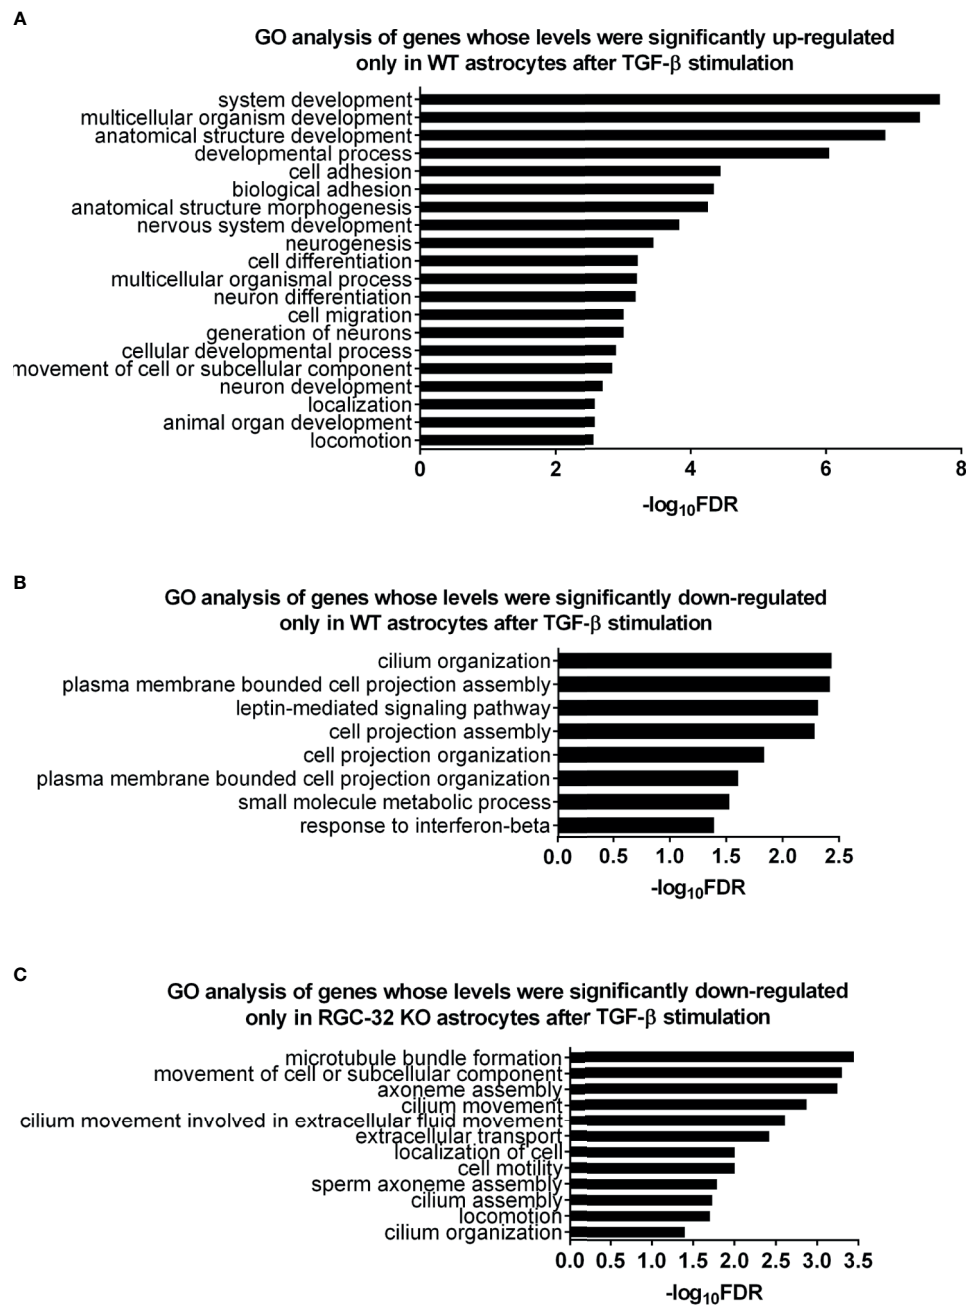 A
GO analysis of genes whose levels were significantly up-regulated
only in WT astrocytes after TGF-β stimulation
system development
multicellular organism development
anatomical structure development
developmental process
cell adhesion
biological adhesion
anatomical structure morphogenesis
nervous system development
neurogenesis
cell differentiation
multicellular organismal process
neuron differentiation
cell migration
generation of neurons
cellular developmental process
movement of cell or subcellular component
neuron development
localization
animal organ development
locomotion
0 2 4 6 8
-log10FDR
B
GO analysis of genes whose levels were significantly down-regulated
only in WT astrocytes after TGF-β stimulation
cilium organization
plasma membrane bounded cell projection assembly
leptin-mediated signaling pathway
cell projection assembly
cell projection organization
plasma membrane bounded cell projection organization
small molecule metabolic process
response to interferon-beta
0.0 0.5 1.0 1.5 2.0 2.5
-log10FDR
C
GO analysis of genes whose levels were significantly down-regulated
only in RGC-32 KO astrocytes after TGF-β stimulation
microtubule bundle formation
movement of cell or subcellular component
axoneme assembly
cilium movement
cilium movement involved in extracellular fluid movement
extracellular transport
localization of cell
cell motility
sperm axoneme assembly
cilium assembly
locomotion
cilium organization
0.0 0.5 1.0 1.5 2.0 2.5 3.0 3.5
-log10FDR